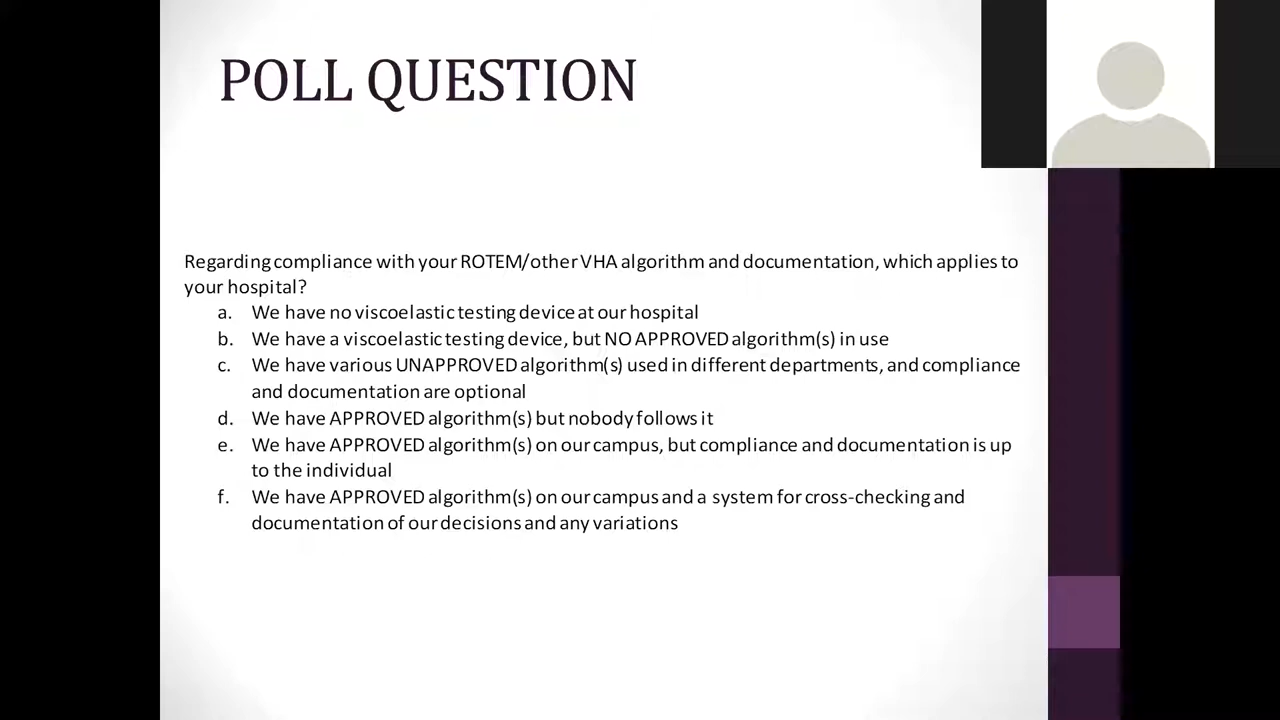 POLL QUESTION
Regarding compliance with your ROTEM/other VHA algorithm and documentation, which applies to
your hospital?
a. We have no viscoelastic testing device at our hospital
b. We have a viscoelastic testing device, but NO APPROVED algorithm(s) in use
c. We have various UNAPPROVED algorithm(s) used in different departments, and compliance
and documentation are optional
d. We have APPROVED algorithm(s) but nobody follows it
e. We have APPROVED algorithm(s) on our campus, but compliance and documentation is up
to the individual
f. We have APPROVED algorithm(s) on our campus and a system for cross-checking and
documentation of our decisions and any variations